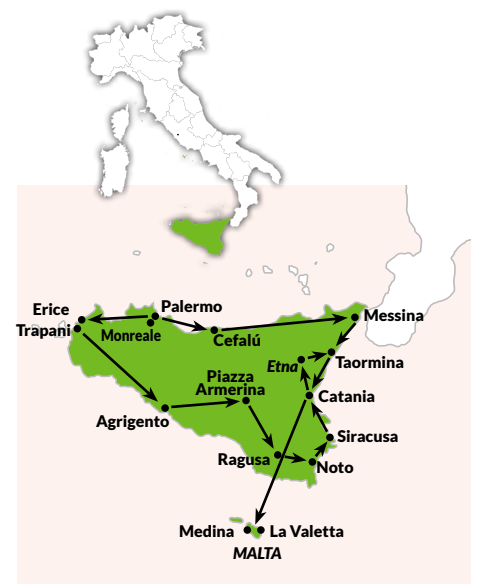 Erice
Palermo
Messina
Trapani
Monreale
Cefalú
Etna
Taormina
Piazza
Armerina
Catania
Agrigento
Siracusa
Ragusa
Noto
Medina
La Valetta
MALTA